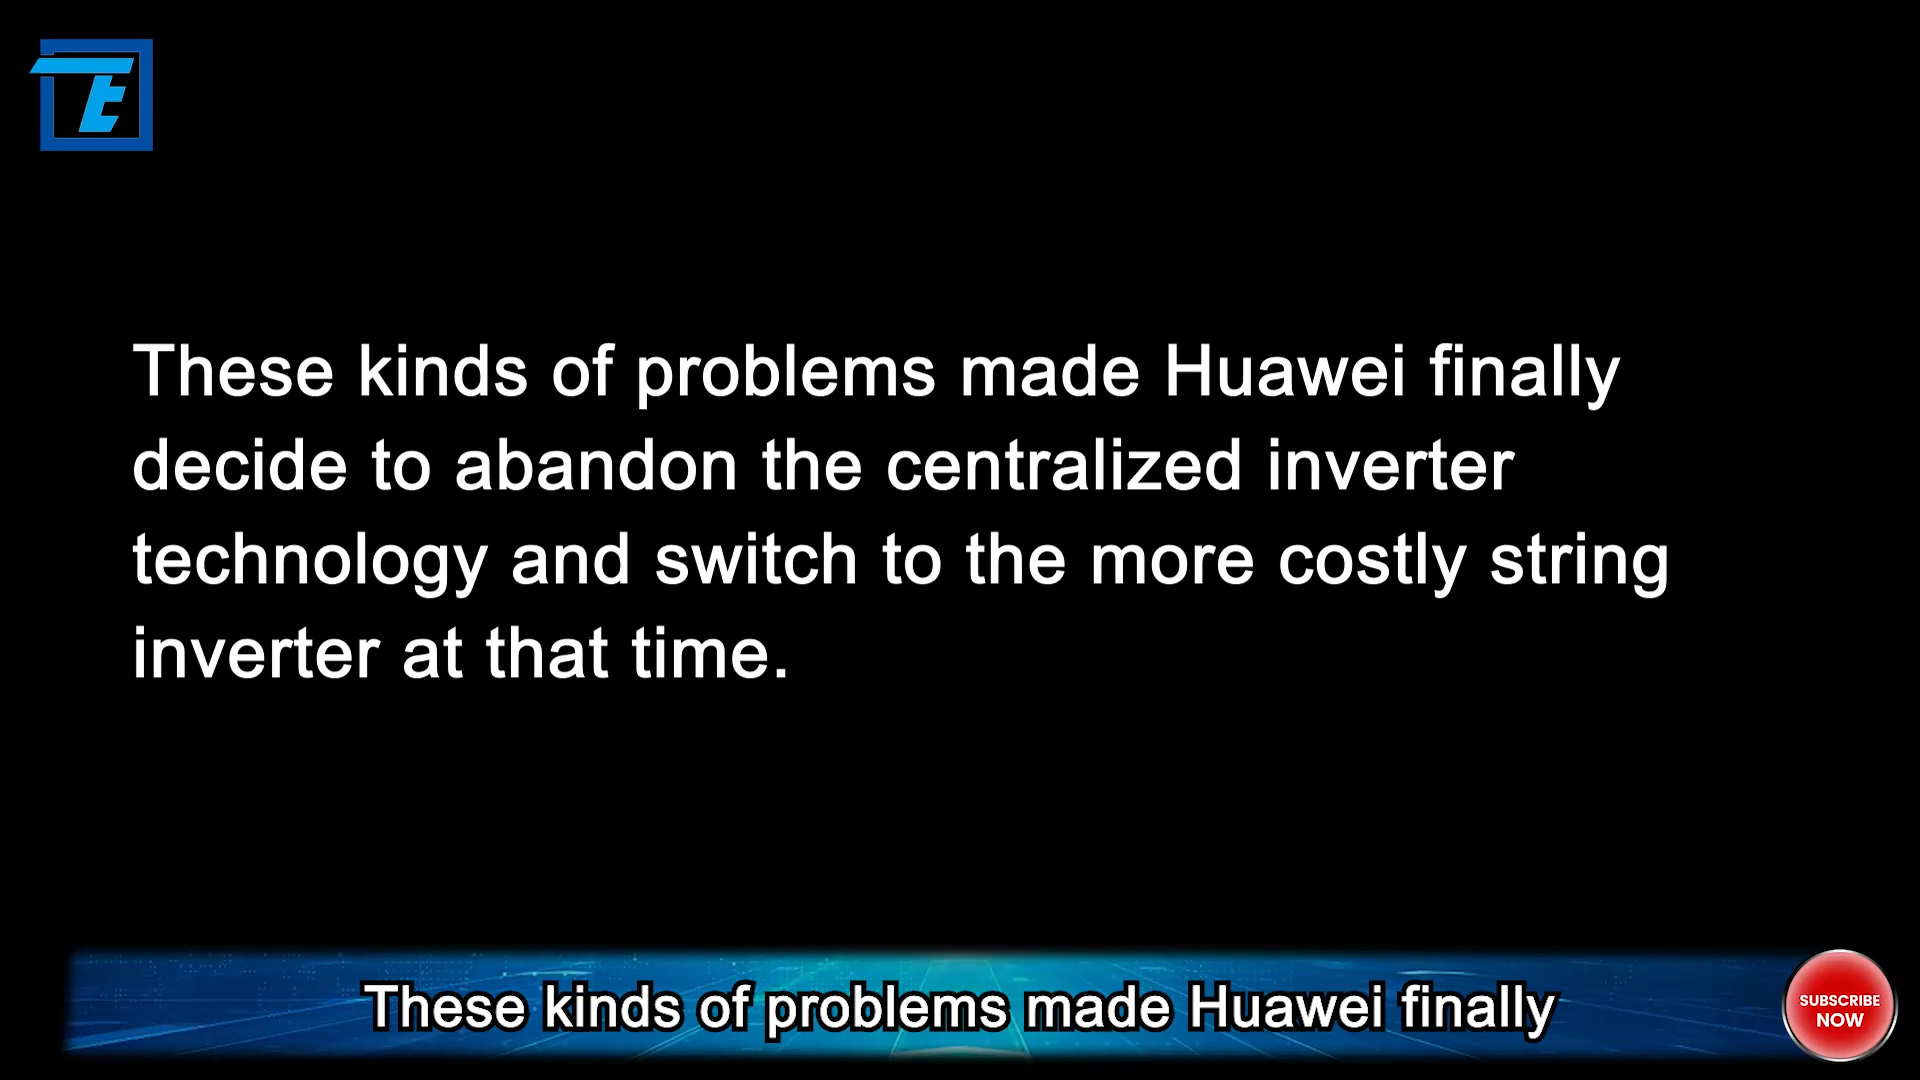 TE
These kinds of problems made Huawei finally
decide to abandon the centralized inverter
technology and switch to the more costly string
inverter at that time.
These kinds of problems made Huawei finally
SUBSCRIBE
NOW